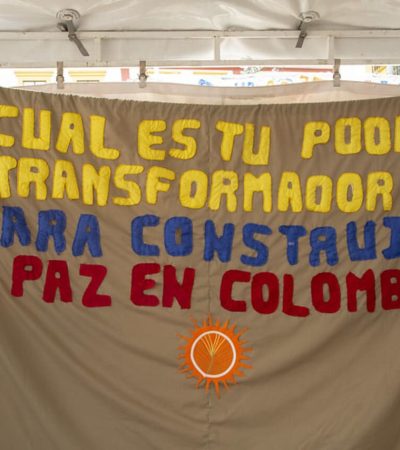 CUAL ES TU POD
TRANSFORMADOR
ARA CONSTRUI
PAZ EN COLOMB